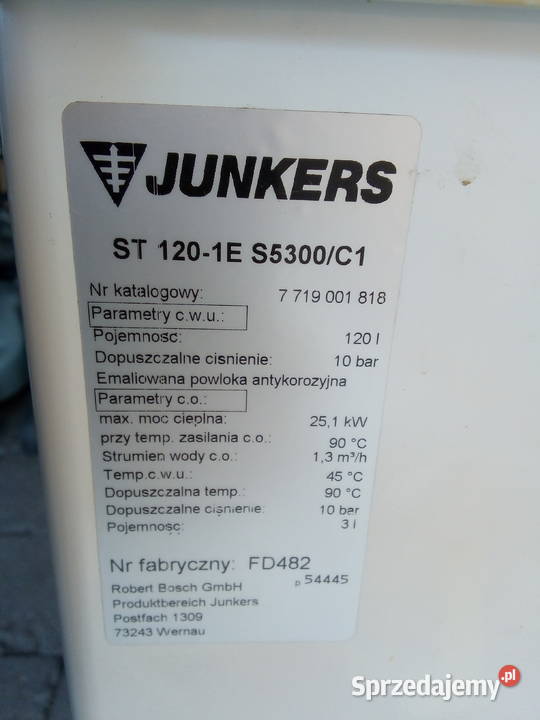 JUNKERS
ST 120-1E S5300/C1
Nr katalogowy: 7 719 001 818
Parametry c.w.u.:
Pojemność: 120 l
Dopuszczalne cisnienie: 10 bar
Emaliowana powloka antykorozyjna
Parametry c.o.:
max. moc cieplna: 25,1 kW
przy temp. zasilania c.o.: 90 °C
Strumien wody c.o.: 1,3 m³/h
Temp.c.w.u.: 45 °C
Dopuszczalna temp.: 90 °C
Dopuszczalne ciśnienie: 10 bar
Pojemność: 3 l
Nr fabryczny: FD482
p 54445
Robert Bosch GmbH
Produktbereich Junkers
Postfach 1309
73243 Wernau
Sprzedajemy.pl